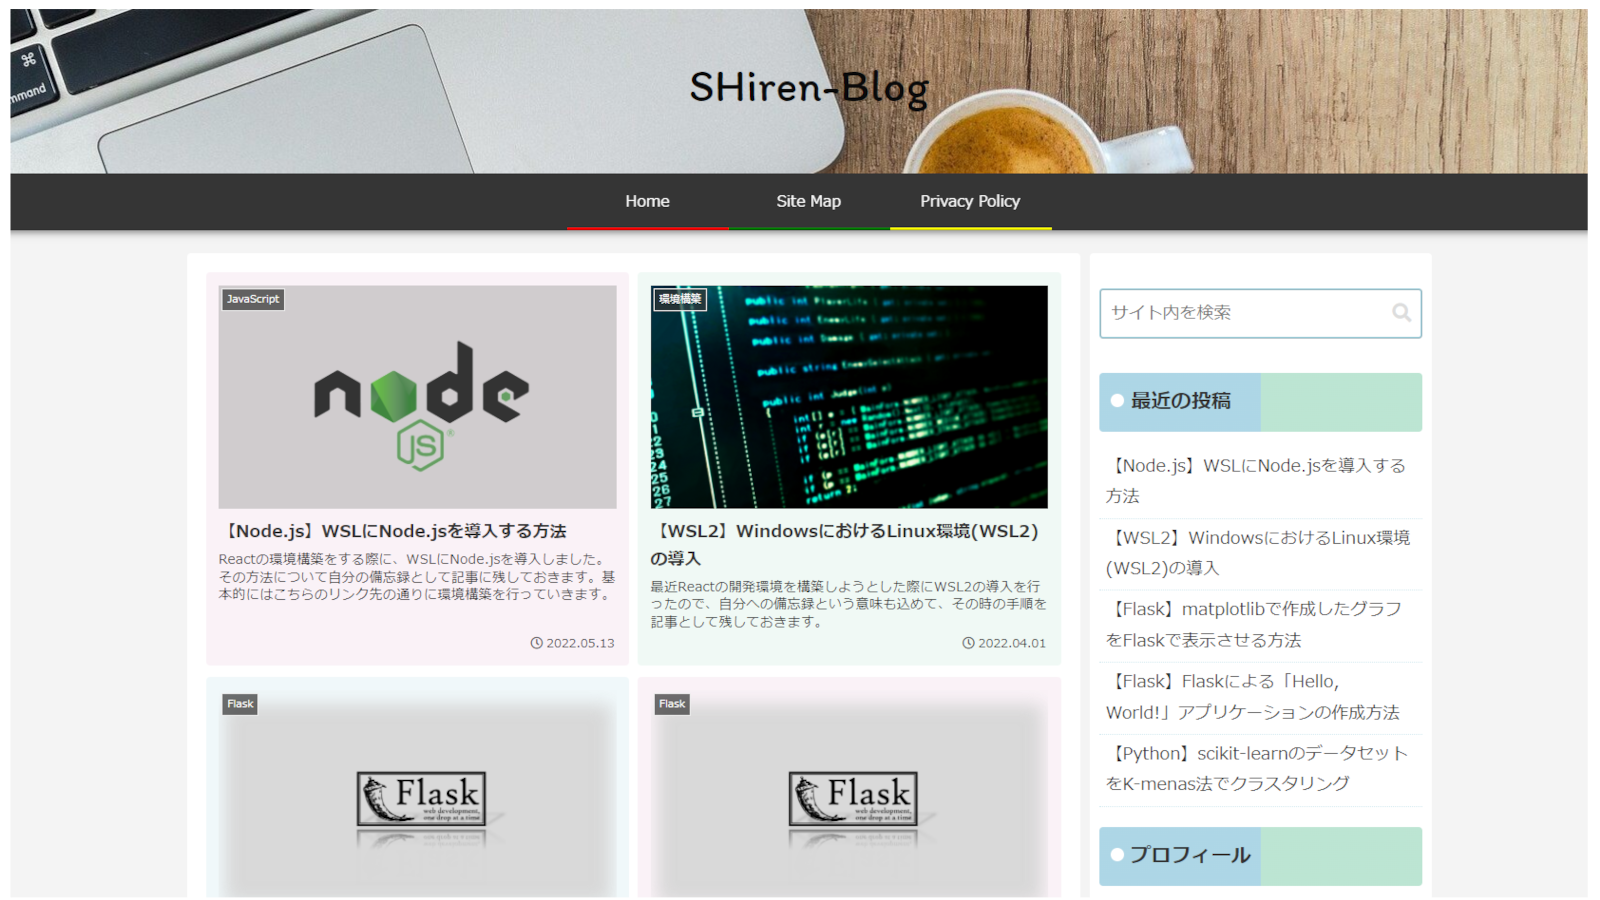 ⌘
command
SHiren-Blog
Home
Site Map
Privacy Policy
JavaScript
node
JS
【Node.js】WSLにNode.jsを導入する方法
Reactの環境構築をする際に、WSLにNode.jsを導入しました。
その方法について自分の備忘録として記事に残しておきます。基
本的にはこちらのリンク先の通りに環境構築を行っていきます。
2022.05.13
環境構築
【WSL2】WindowsにおけるLinux環境(WSL2)
の導入
最近Reactの開発環境を構築しようとした際にWSL2の導入を行
ったので、自分への備忘録という意味も込めて、その時の手順を
記事として残しておきます。
2022.04.01
Flask
Flask
web development,
one drop at a time
Flask
Flask
web development,
one drop at a time
サイト内を検索
最近の投稿
【Node.js】WSLにNode.jsを導入する
方法
【WSL2】WindowsにおけるLinux環境
(WSL2)の導入
【Flask】matplotlibで作成したグラフ
をFlaskで表示させる方法
【Flask】Flaskによる「Hello,
World!」アプリケーションの作成方法
【Python】scikit-learnのデータセット
をK-menas法でクラスタリング
プロフィール